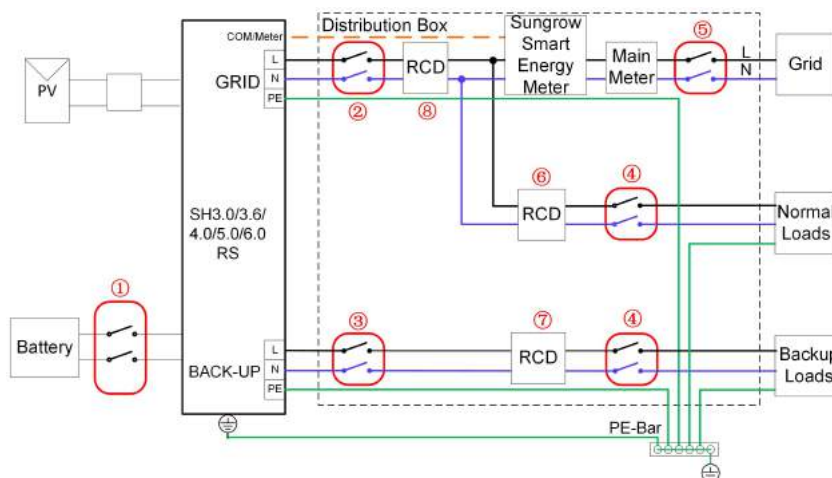 Distribution Box
COM/Meter
Sungrow
Smart
Energy
Meter
⑤
L
N
PE
GRID
RCD
Main
Meter
L
N
Grid
PV
②
⑧
⑥
④
SH3.0/3.6/
4.0/5.0/6.0
RS
RCD
Normal
Loads
①
③
⑦
④
Battery
L
N
PE
BACK-UP
RCD
Backup
Loads
PE-Bar